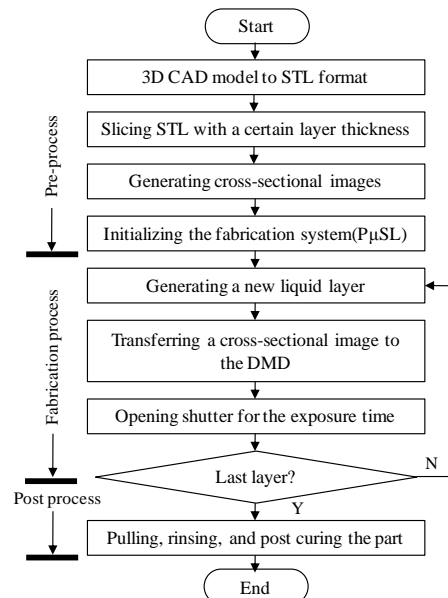 Start
3D CAD model to STL format
Slicing STL with a certain layer thickness
Generating cross-sectional images
Initializing the fabrication system(PμSL)
Pre-process
Generating a new liquid layer
Transferring a cross-sectional image to
the DMD
Opening shutter for the exposure time
Fabrication process
Last layer?
N
Y
Post process
Pulling, rinsing, and post curing the part
End